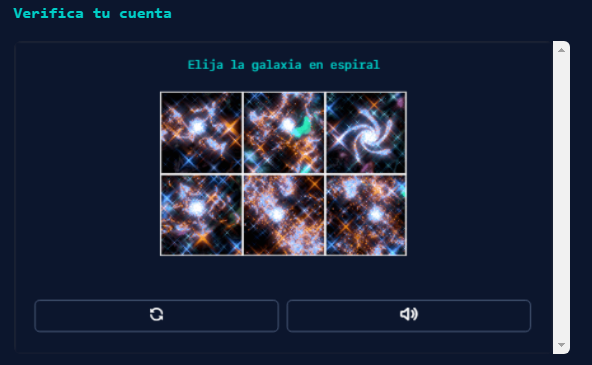 Verifica tu cuenta
Elija la galaxia en espiral